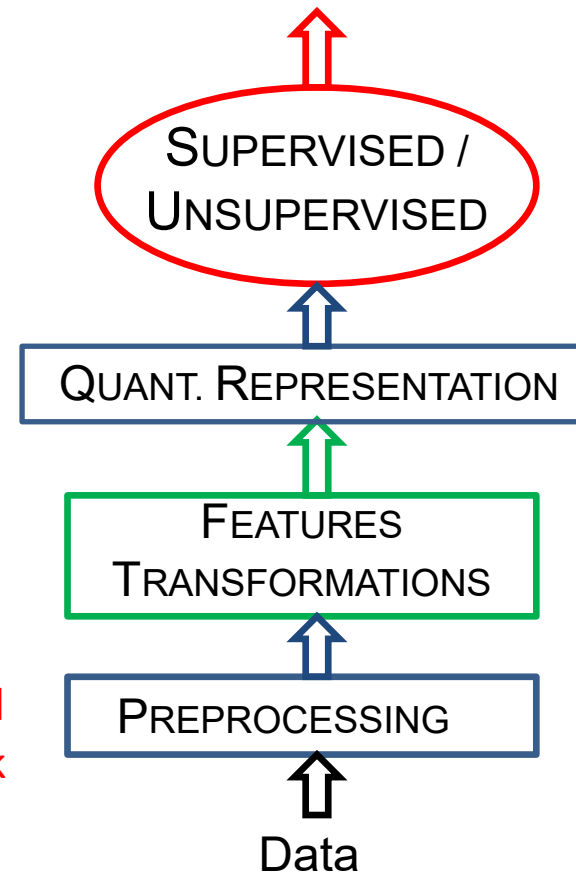 SUPERVISED /
UNSUPERVISED
QUANT. REPRESENTATION
FEATURES
TRANSFORMATIONS
PREPROCESSING
Data